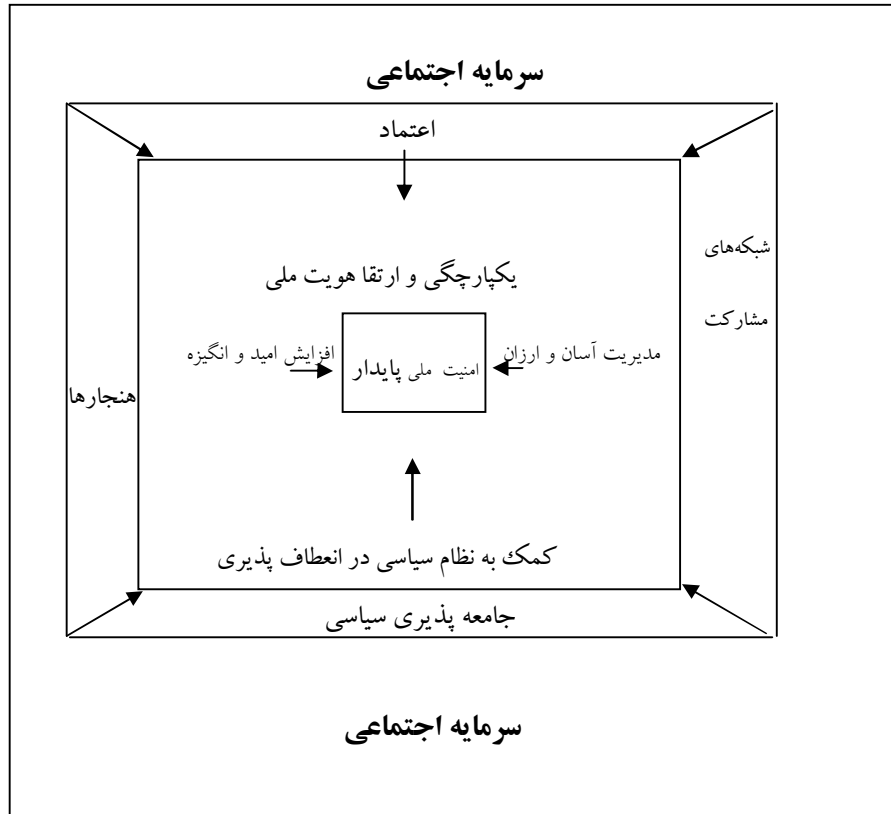 سرمایه اجتماعی
اعتماد
شبکه‌های
مشارکت
یکپارچگی و ارتقا هویت ملی
مدیریت آسان و ارزان
امنیت ملی پایدار
افزایش امید و انگیزه
هنجارها
کمک به نظام سیاسی در انعطاف پذیری
جامعه پذیری سیاسی
سرمایه اجتماعی